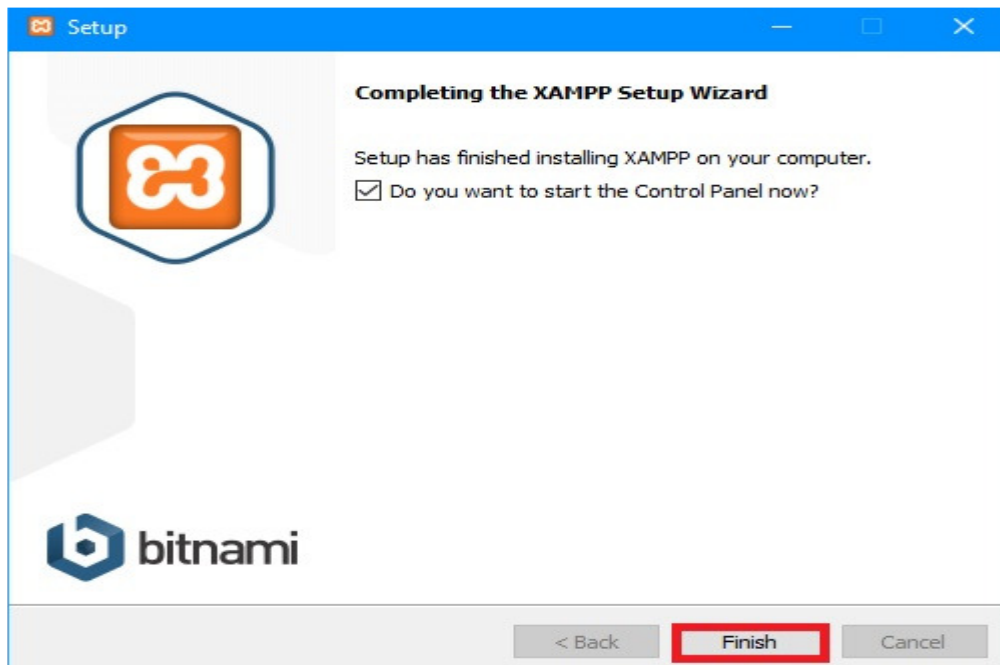 Setup
Completing the XAMPP Setup Wizard
Setup has finished installing XAMPP on your computer.
Do you want to start the Control Panel now?
bitnami
< Back
Finish
Cancel